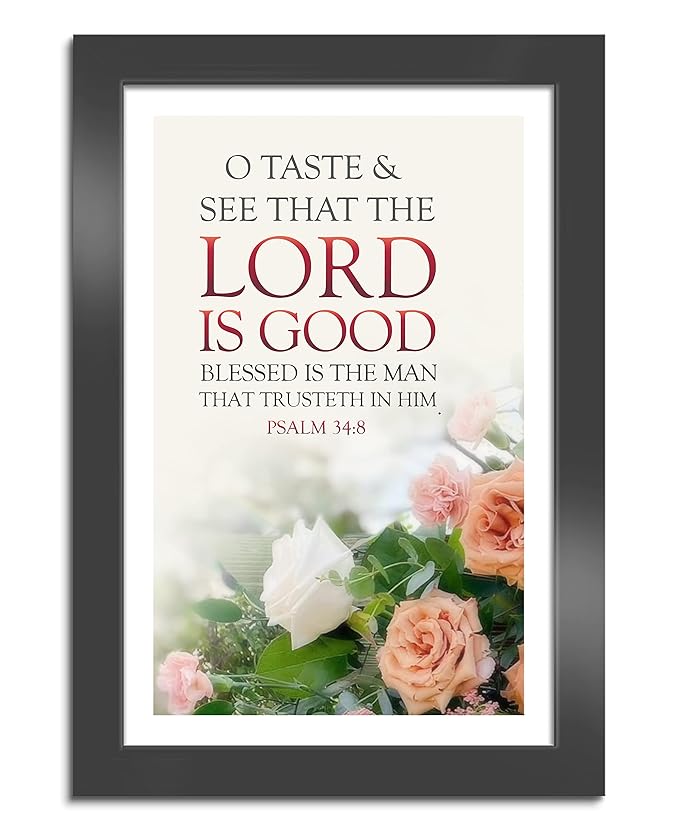 O TASTE &
SEE THAT THE
LORD
IS GOOD
BLESSED IS THE MAN
THAT TRUSTETH IN HIM.
PSALM 34:8